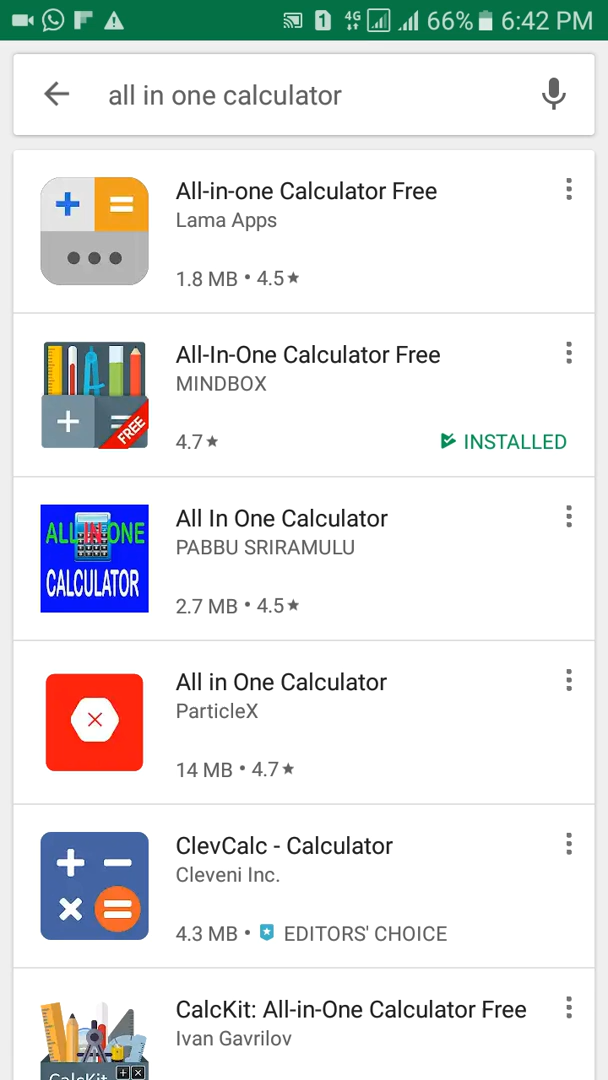 1 4G 66% 6:42 PM
all in one calculator
All-in-one Calculator Free
Lama Apps
1.8 MB • 4.5★
All-In-One Calculator Free
MINDBOX
FREE
4.7★ INSTALLED
All In One Calculator
PABBU SRIRAMULU
ALL IN ONE
CALCULATOR
2.7 MB • 4.5★
All in One Calculator
ParticleX
14 MB • 4.7★
ClevCalc - Calculator
Cleveni Inc.
4.3 MB • EDITORS' CHOICE
CalcKit: All-in-One Calculator Free
Ivan Gavrilov
CalcKit